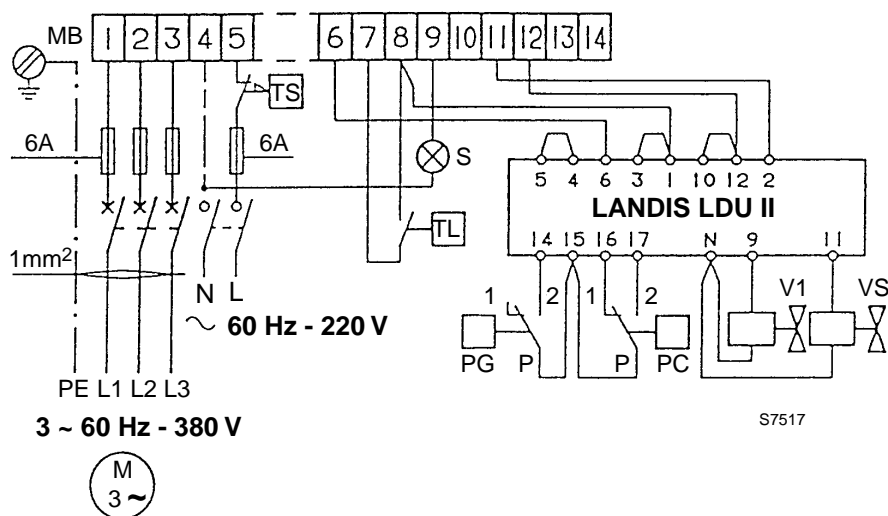 MB 1 2 3 4 5 6 7 8 9 10 11 12 13 14
TS
6A 6A S
5 4 6 3 1 10 12 2
LANDIS LDU II
TL
14 15 16 17 N 9 11
1mm²
N L
1 2 1 2 V1 VS
~ 60 Hz - 220 V
PG P P PC
PE L1 L2 L3
3 ~ 60 Hz - 380 V
S7517
M
3 ~